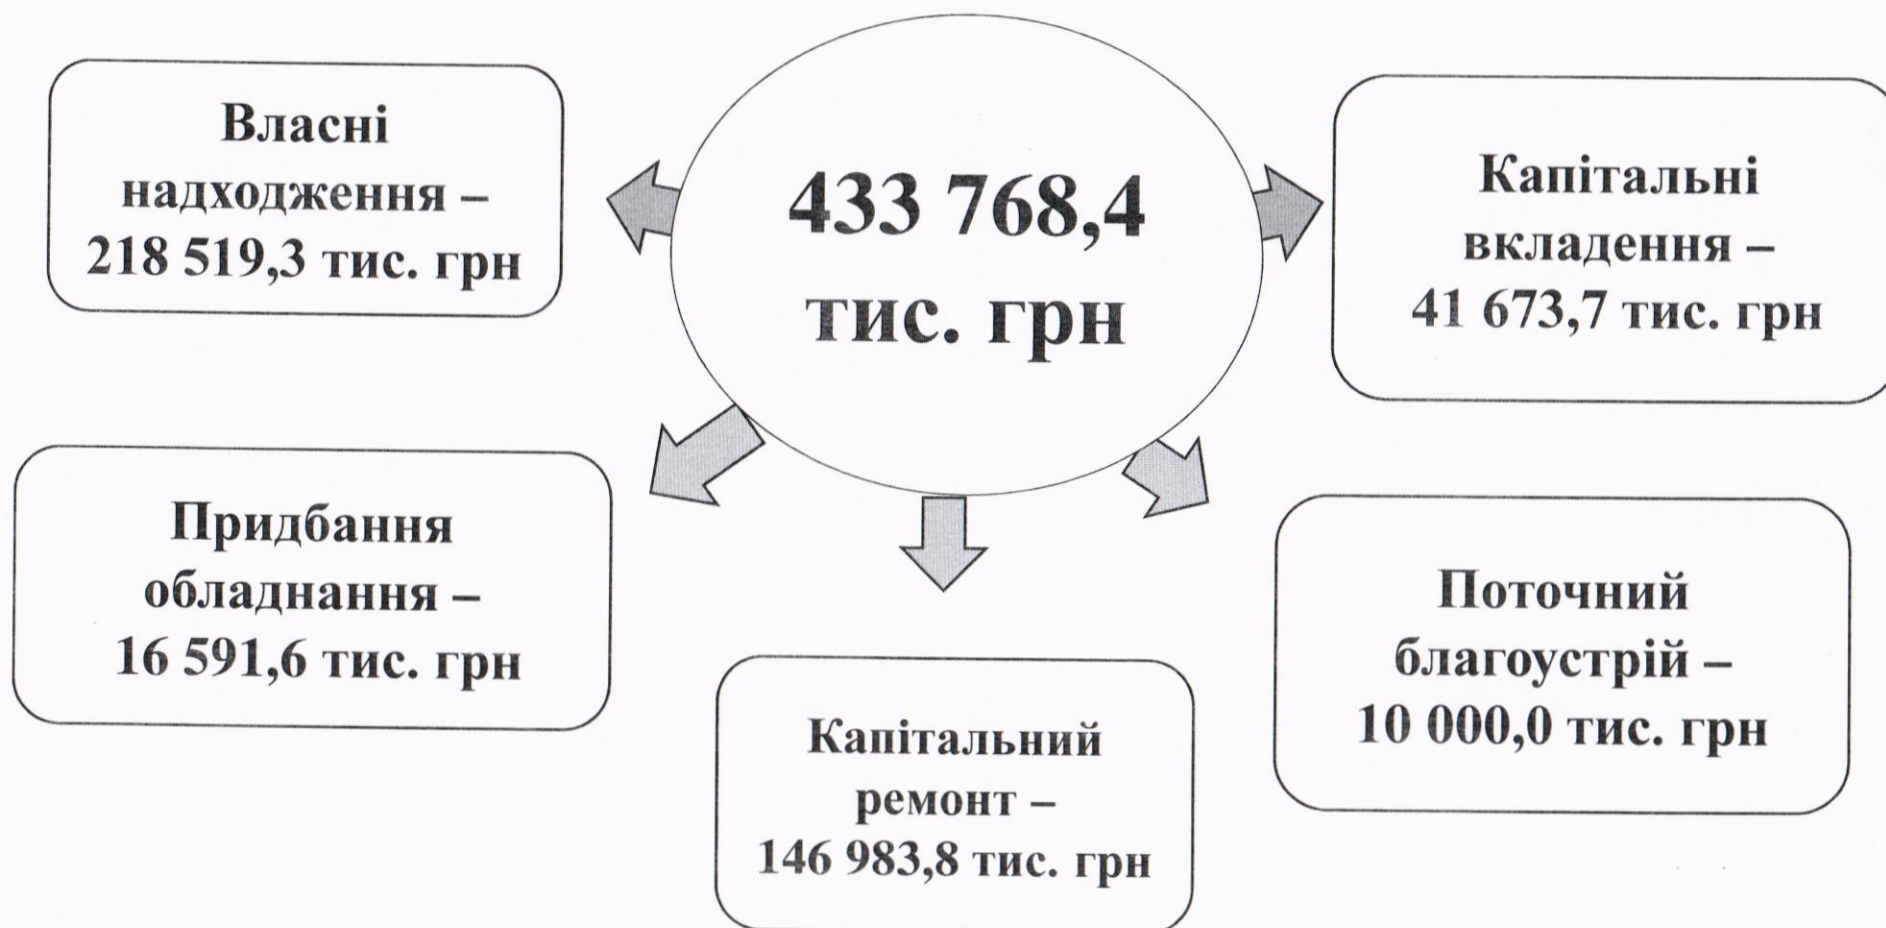 433 768,4
тис. грн
Власні
надходження –
218 519,3 тис. грн
Капітальні
вкладення –
41 673,7 тис. грн
Придбання
обладнання –
16 591,6 тис. грн
Капітальний
ремонт –
146 983,8 тис. грн
Поточний
благоустрій –
10 000,0 тис. грн